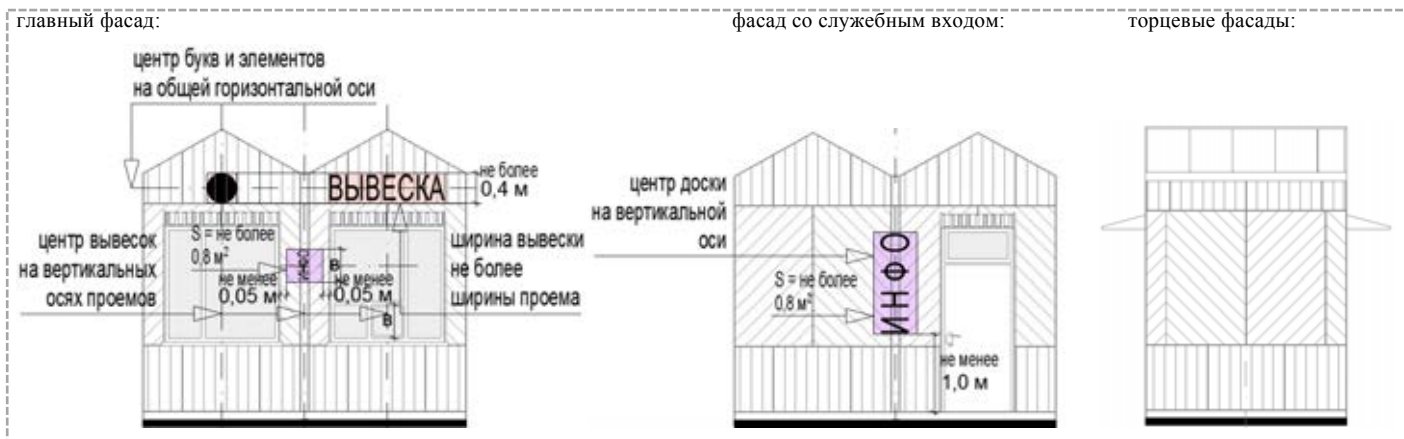 главный фасад:
фасад со служебным входом:
торцевые фасады:
центр букв и элементов
на общей горизонтальной оси
не более
0,4 м
ВЫВЕСКА
центр вывесок
на вертикальных
осях проемов
S = не более
0,8 м²
ИНФО
В
не менее
0,05 м
не менее
0,05 м
В
ширина вывески
не более
ширины проема
центр доски
на вертикальной
оси
S = не более
0,8 м²
ИНФО
не менее
1,0 м